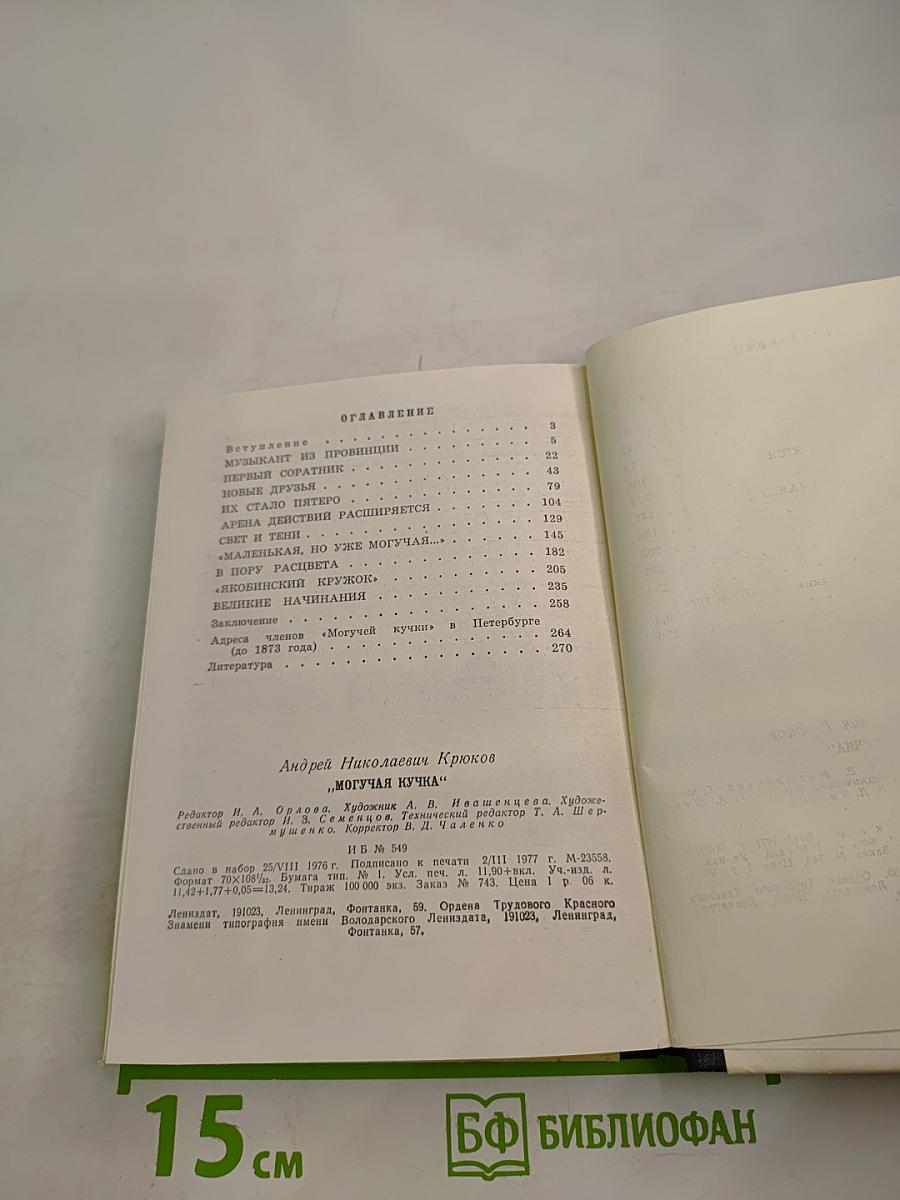 ОГЛАВЛЕНИЕ
Вступление . . . . . . . . . . . . . . . 3
МУЗЫКАНТ ИЗ ПРОВИНЦИИ . . . . . . . . . 5
ПЕРВЫЙ СОРАТНИК . . . . . . . . . . . . 22
НОВЫЕ ДРУЗЬЯ . . . . . . . . . . . . . . 43
ИХ СТАЛО ПЯТЕРО . . . . . . . . . . . . 79
АРЕНА ДЕЙСТВИЙ РАСШИРЯЕТСЯ . . . . . . . 104
СВЕТ И ТЕНИ . . . . . . . . . . . . . . 129
«МАЛЕНЬКАЯ, НО УЖЕ МОГУЧАЯ...» . . . . . . 145
В ПОРУ РАСЦВЕТА . . . . . . . . . . . . 182
«ЯКОБИНСКИЙ КРУЖОК» . . . . . . . . . . 205
ВЕЛИКИЕ НАЧИНАНИЯ . . . . . . . . . . . 235
Заключение . . . . . . . . . . . . . . . 258
Адреса членов «Могучей кучки» в Петербурге
(до 1873 года) . . . . . . . . . . . . . 264
Литература . . . . . . . . . . . . . . . 270
Андрей Николаевич Крюков
„МОГУЧАЯ КУЧКА“
Редактор И. А. Орлова. Художник А. В. Ивашенцева. Художе-
ственный редактор И. З. Семенцов. Технический редактор Т. А. Шер-
мушенко. Корректор В. Д. Чаленко
ИБ № 549
Сдано в набор 25/VIII 1976 г. Подписано к печати 2/III 1977 г. М-23558.
Формат 70×108¹/₃₂. Бумага тип. № 1. Усл. печ. л. 11,90+вкл. Уч.-изд. л.
11,42+1,77+0,05=13,24. Тираж 100 000 экз. Заказ № 743. Цена 1 р. 06 к.
Лениздат, 191023, Ленинград, Фонтанка, 59. Ордена Трудового Красного
Знамени типография имени Володарского Лениздата, 191023, Ленинград,
Фонтанка, 57.
15 см
БФ БИБЛИОФАН